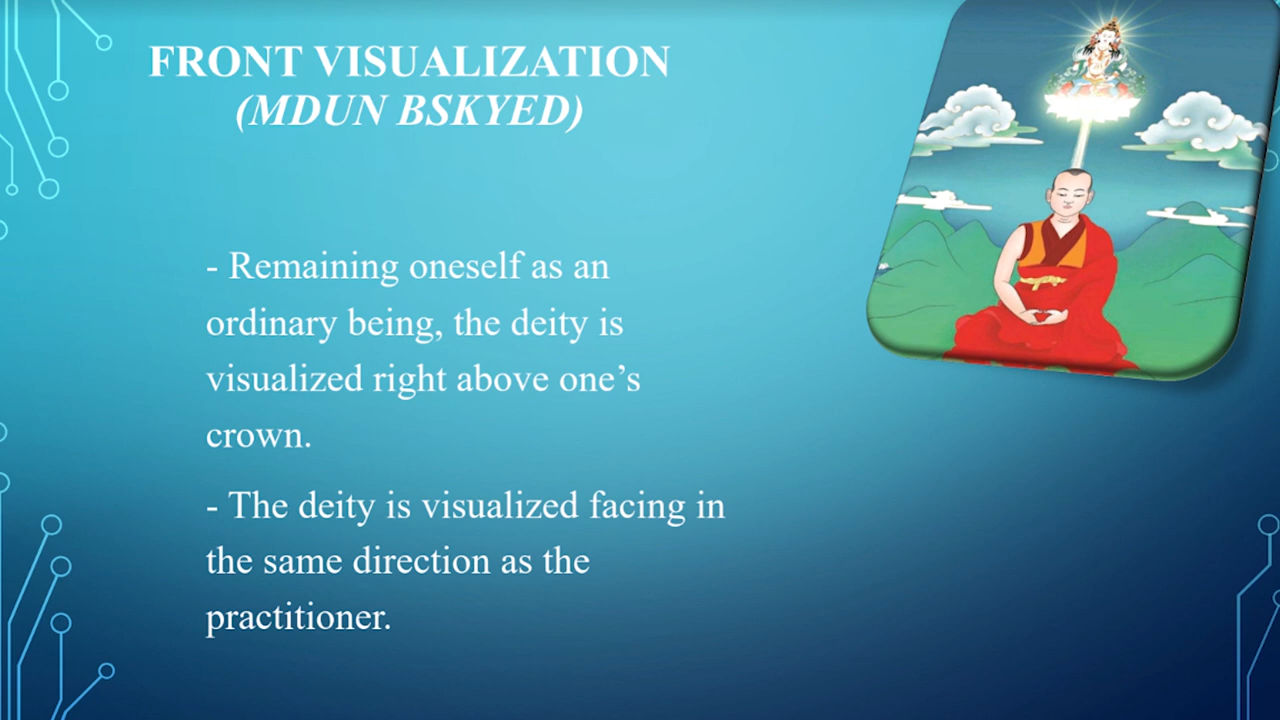 FRONT VISUALIZATION
(MDUN BSKYED)
- Remaining oneself as an
ordinary being, the deity is
visualized right above one’s
crown.
- The deity is visualized facing in
the same direction as the
practitioner.